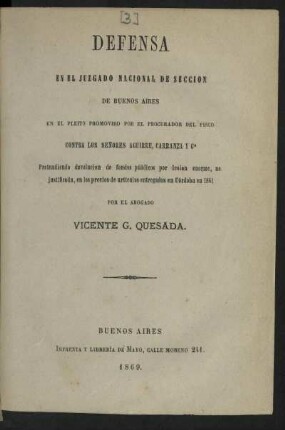 [3]
DEFENSA
EN EL JUZGADO NACIONAL DE SECCION
DE BUENOS AIRES
EN EL PLEITO PROMOVIDO POR EL PROCURADOR DEL FISCO
CONTRA LOS SEÑORES AGUIRRE, CARRANZA Y Cª
Pretendiendo devolucion de fondos públicos por lesion enorme, no
justificada, en los precios de artículos entregados en Córdoba en 1861
POR EL ABOGADO
VICENTE G. QUESADA.
BUENOS AIRES
IMPRENTA Y LIBRERÍA DE MAYO, CALLE MORENO 241.
1869.